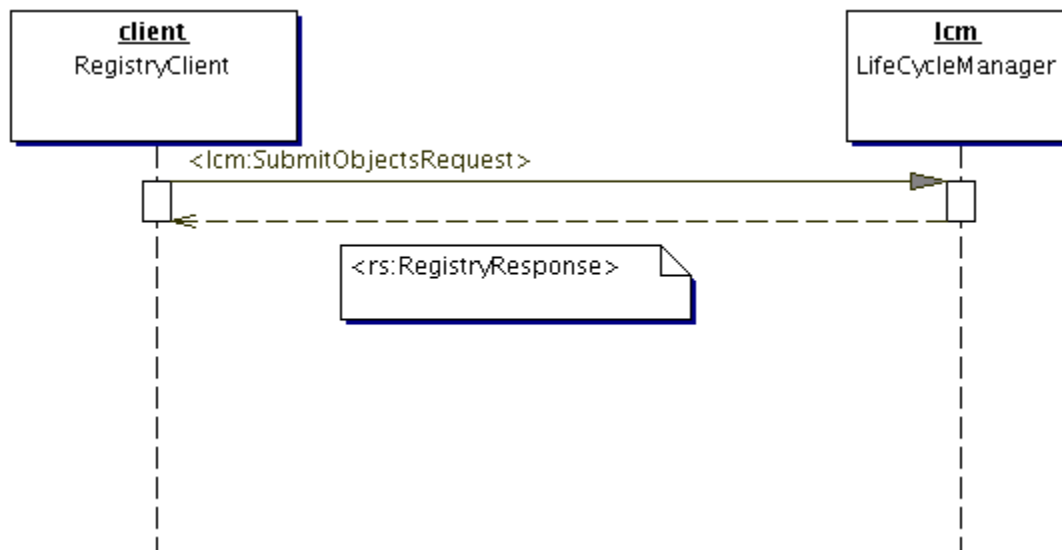 client
RegistryClient
lcm
LifeCycleManager
<lcm:SubmitObjectsRequest>
<rs:RegistryResponse>